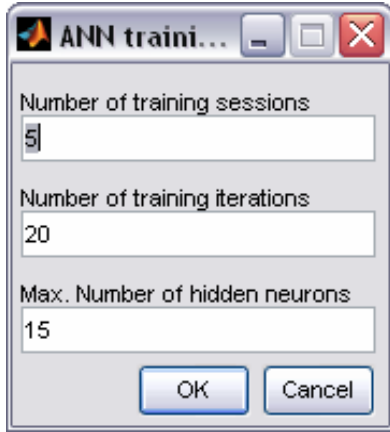 ANN traini...
Number of training sessions
5
Number of training iterations
20
Max. Number of hidden neurons
15
OK Cancel